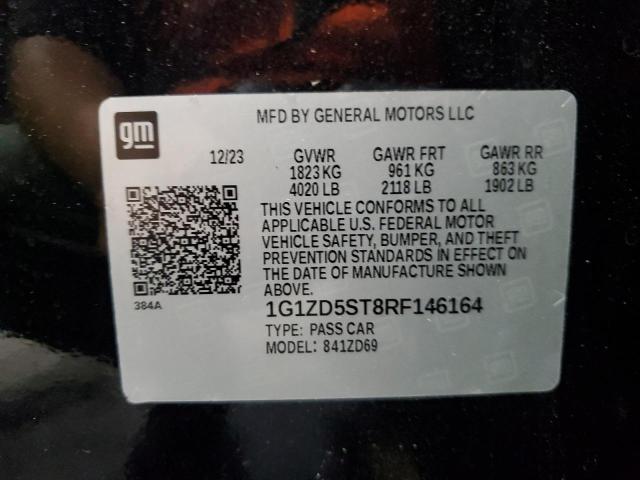 gm
MFD BY GENERAL MOTORS LLC
12/23 GVWR GAWR FRT GAWR RR
1823 KG 961 KG 863 KG
4020 LB 2118 LB 1902 LB
THIS VEHICLE CONFORMS TO ALL
APPLICABLE U.S. FEDERAL MOTOR
VEHICLE SAFETY, BUMPER, AND THEFT
PREVENTION STANDARDS IN EFFECT ON
THE DATE OF MANUFACTURE SHOWN
ABOVE.
384A
1G1ZD5ST8RF146164
TYPE: PASS CAR
MODEL: 841ZD69